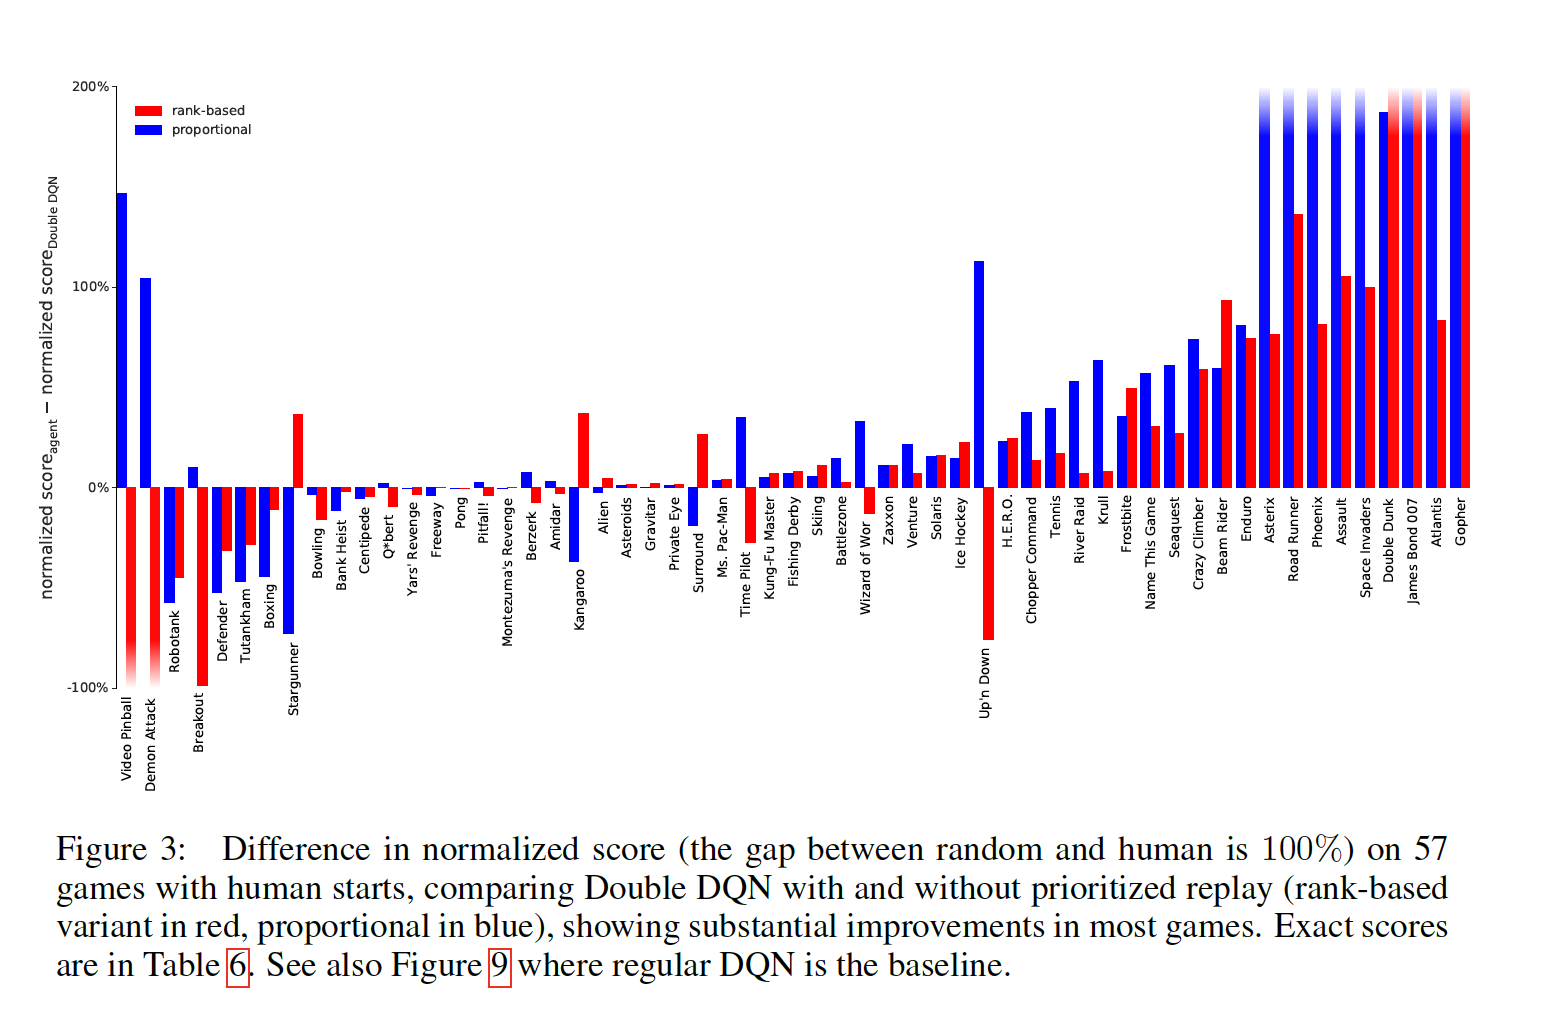 200%
rank-based
proportional
100%
0%
-100%
normalized score_agent − normalized score_Double DQN
Video Pinball
Demon Attack
Robotank
Breakout
Defender
Tutankham
Boxing
Stargunner
Bowling
Bank Heist
Centipede
Q*bert
Yars' Revenge
Freeway
Pong
Pitfall!
Montezuma's Revenge
Berzerk
Amidar
Kangaroo
Alien
Asteroids
Gravitar
Private Eye
Surround
Ms. Pac-Man
Time Pilot
Kung-Fu Master
Fishing Derby
Skiing
Battlezone
Wizard of Wor
Zaxxon
Venture
Solaris
Ice Hockey
Up'n Down
H.E.R.O.
Chopper Command
Tennis
River Raid
Krull
Frostbite
Name This Game
Seaquest
Crazy Climber
Beam Rider
Enduro
Asterix
Road Runner
Phoenix
Assault
Space Invaders
Double Dunk
James Bond 007
Atlantis
Gopher
Figure 3: Difference in normalized score (the gap between random and human is 100%) on 57
games with human starts, comparing Double DQN with and without prioritized replay (rank-based
variant in red, proportional in blue), showing substantial improvements in most games. Exact scores
are in Table 6. See also Figure 9 where regular DQN is the baseline.